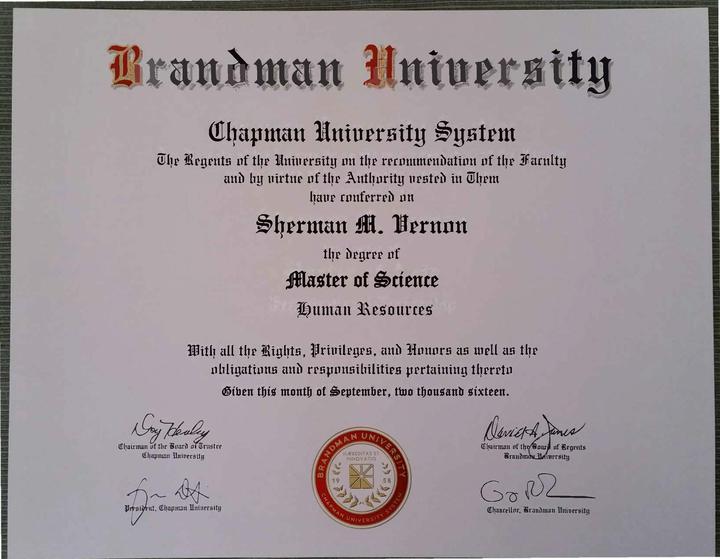 Brandman University
Chapman University System
The Regents of the University on the recommendation of the Faculty
and by virtue of the Authority vested in Them
have conferred on
Sherman M. Vernon
the degree of
Master of Science
Human Resources
With all the Rights, Privileges, and Honors as well as the
obligations and responsibilities pertaining thereto
Given this month of September, two thousand sixteen.
Chairman of the Board of Trustee
Chapman University
David A. Janes
Chairman of the Board of Regents
Brandman University
President, Chapman University
Chancellor, Brandman University
BRANDMAN UNIVERSITY
INNOVATIO
1958
CHAPMAN UNIVERSITY SYSTEM